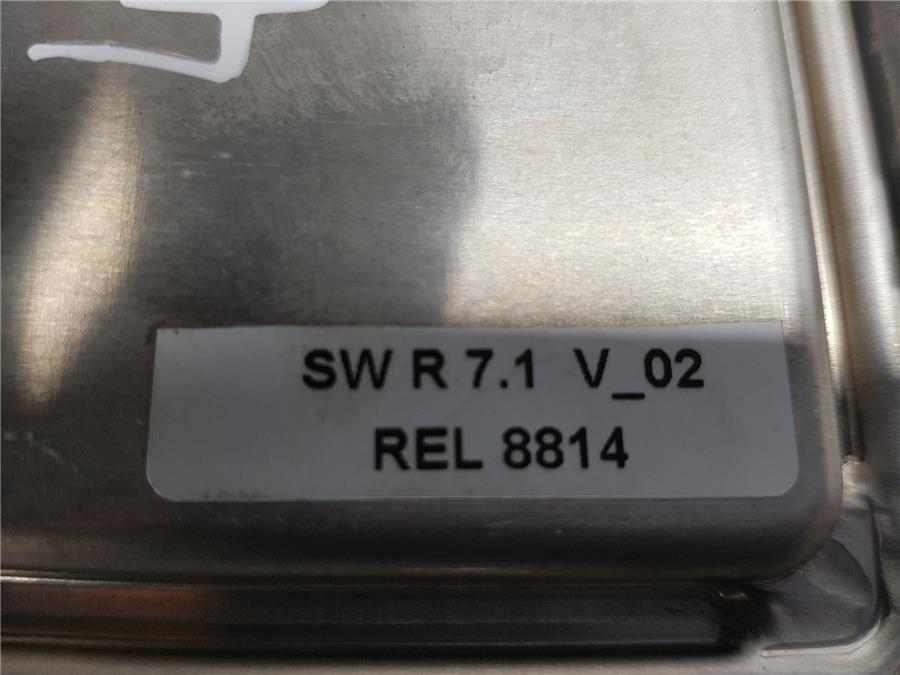 SW R 7.1 V_02
REL 8814